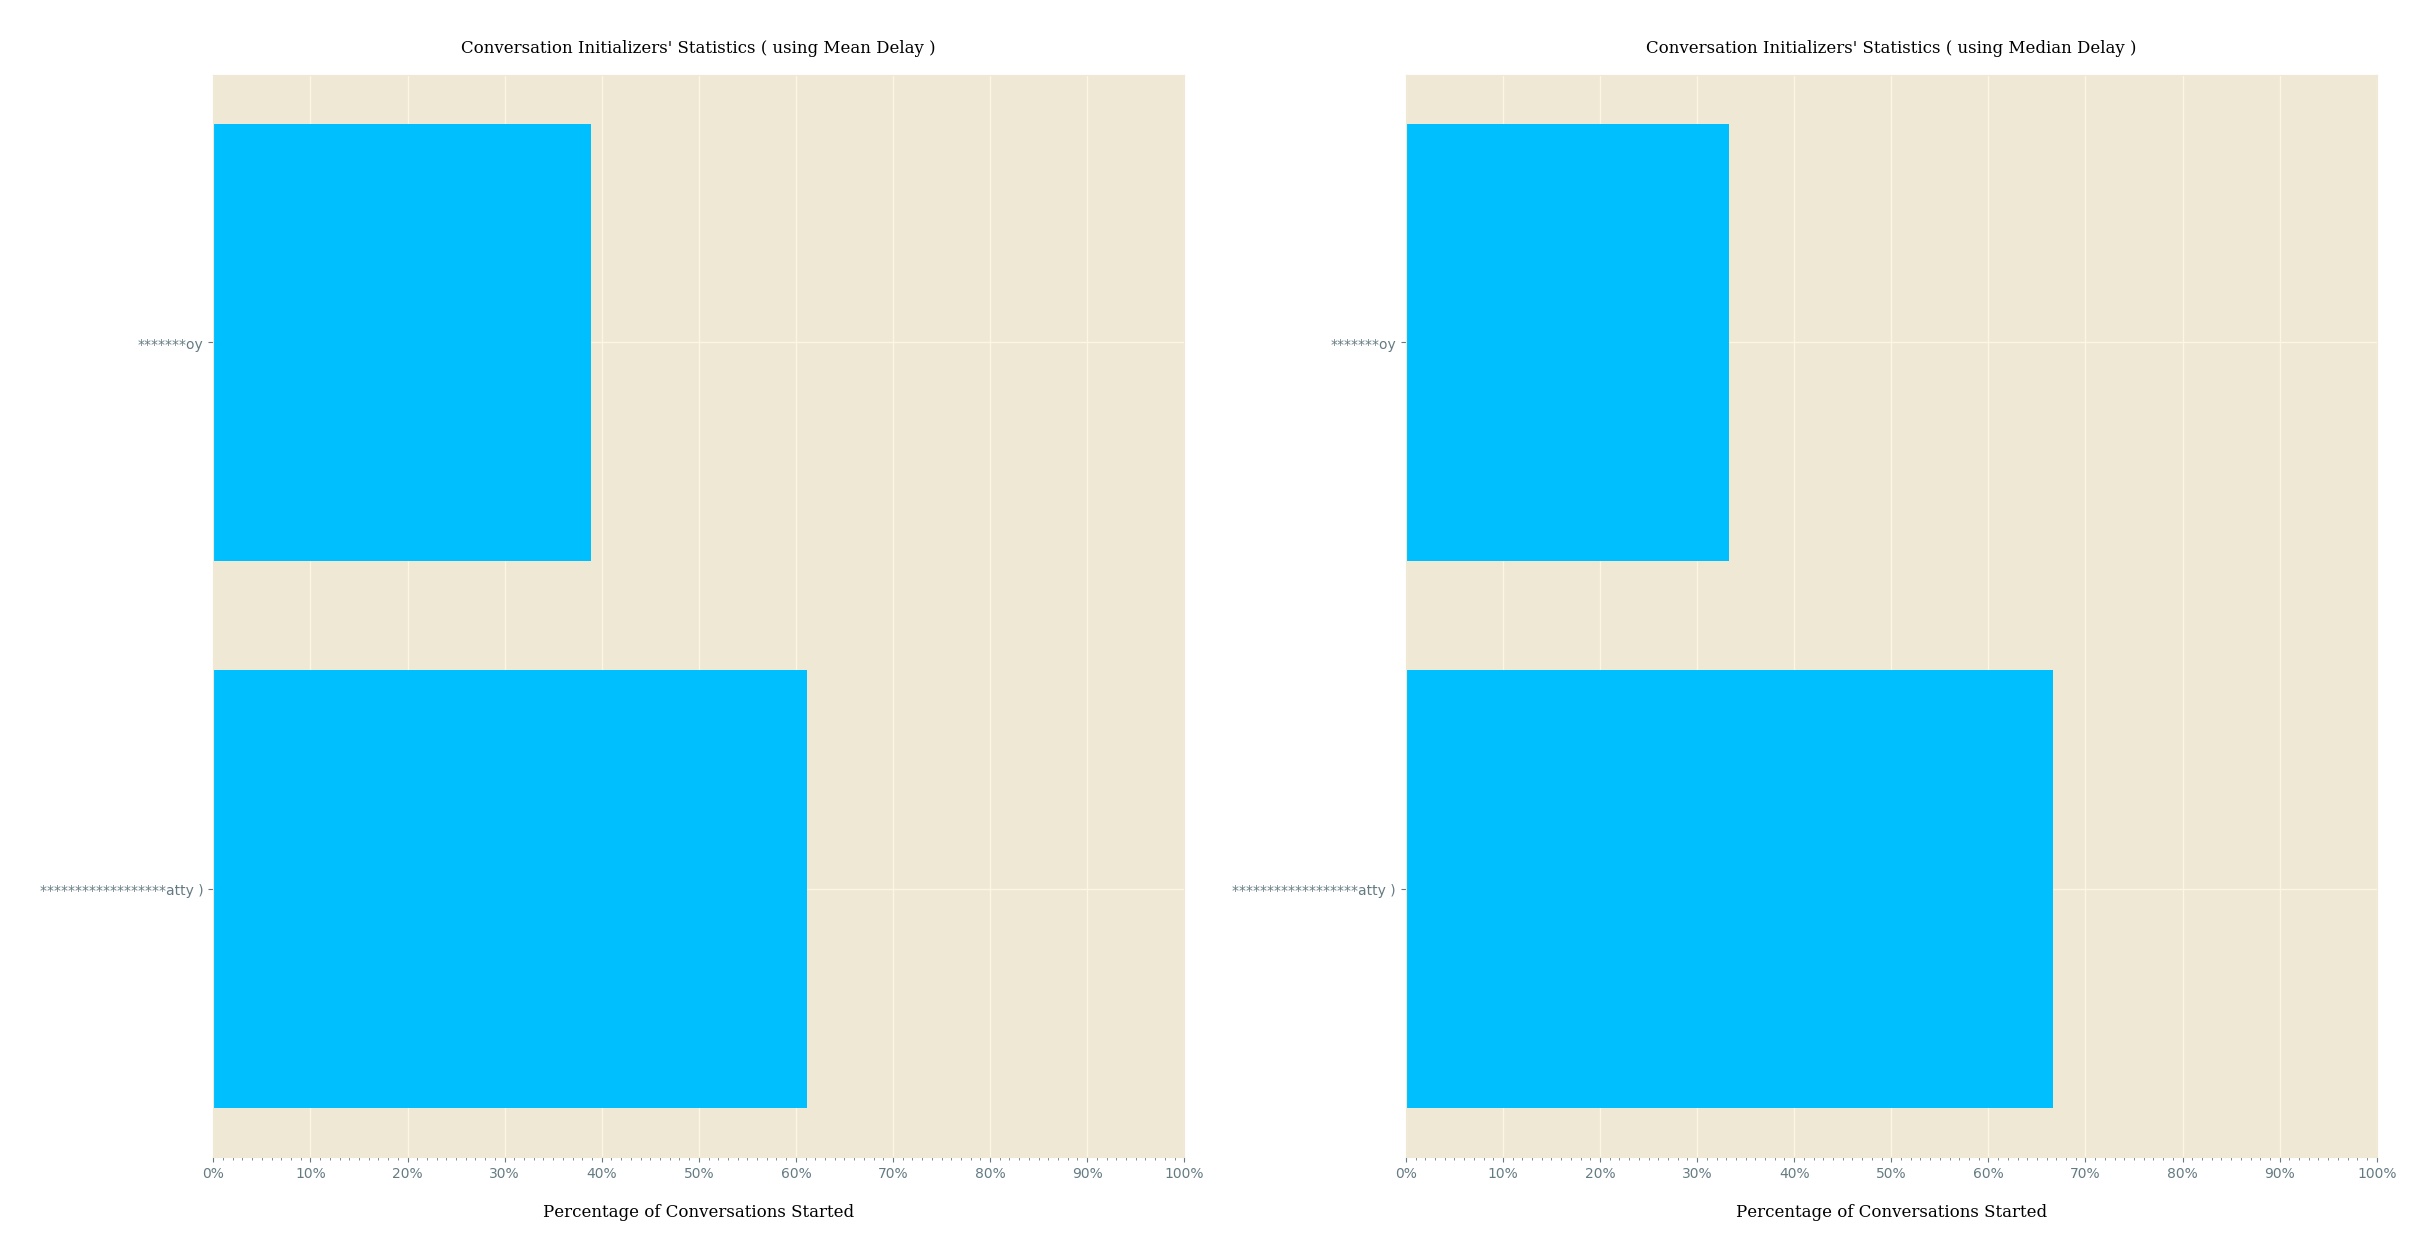 Conversation Initializers' Statistics ( using Mean Delay )
*******oy
******************atty )
0% 10% 20% 30% 40% 50% 60% 70% 80% 90% 100%
Percentage of Conversations Started
Conversation Initializers' Statistics ( using Median Delay )
*******oy
******************atty )
0% 10% 20% 30% 40% 50% 60% 70% 80% 90% 100%
Percentage of Conversations Started